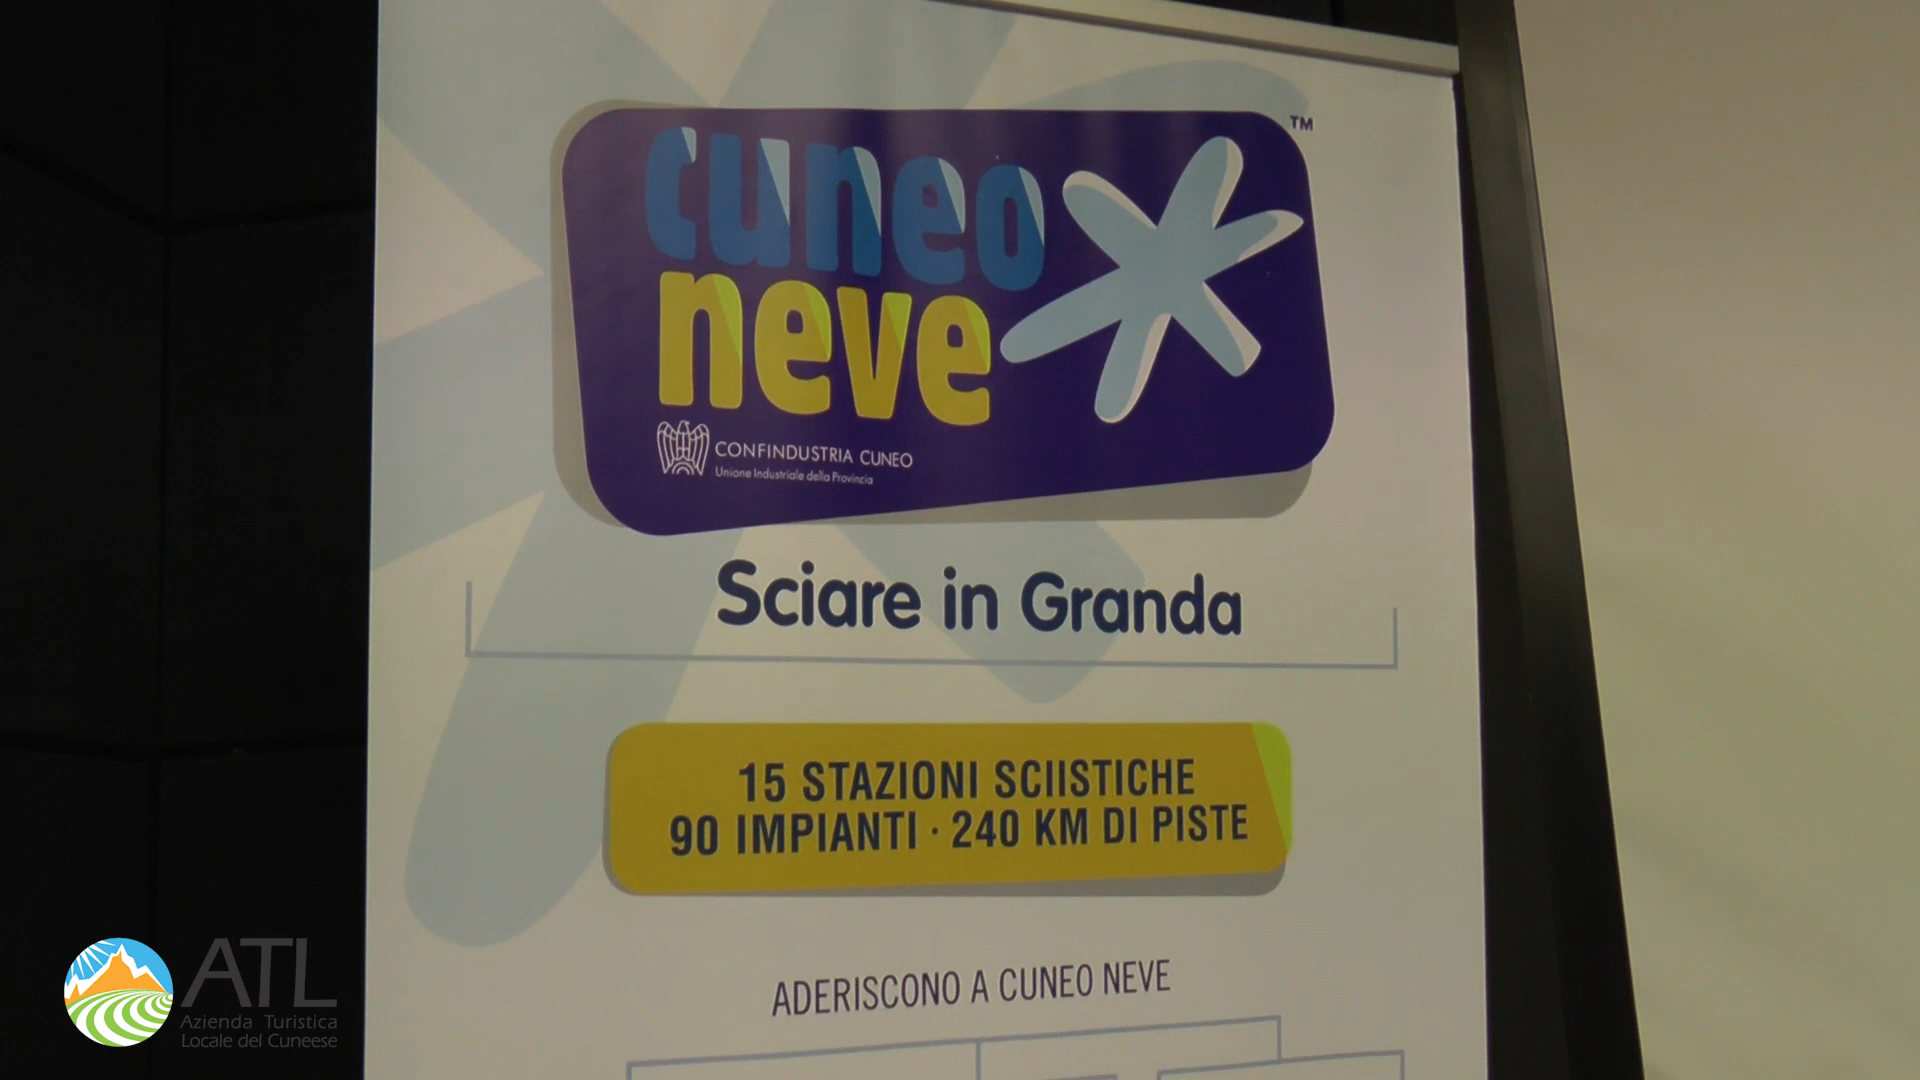 cuneo
neve
TM
CONFINDUSTRIA CUNEO
Unione Industriale della Provincia
Sciare in Granda
15 STAZIONI SCIISTICHE
90 IMPIANTI · 240 KM DI PISTE
ADERISCONO A CUNEO NEVE
ATL
Azienda Turistica
Locale del Cuneese